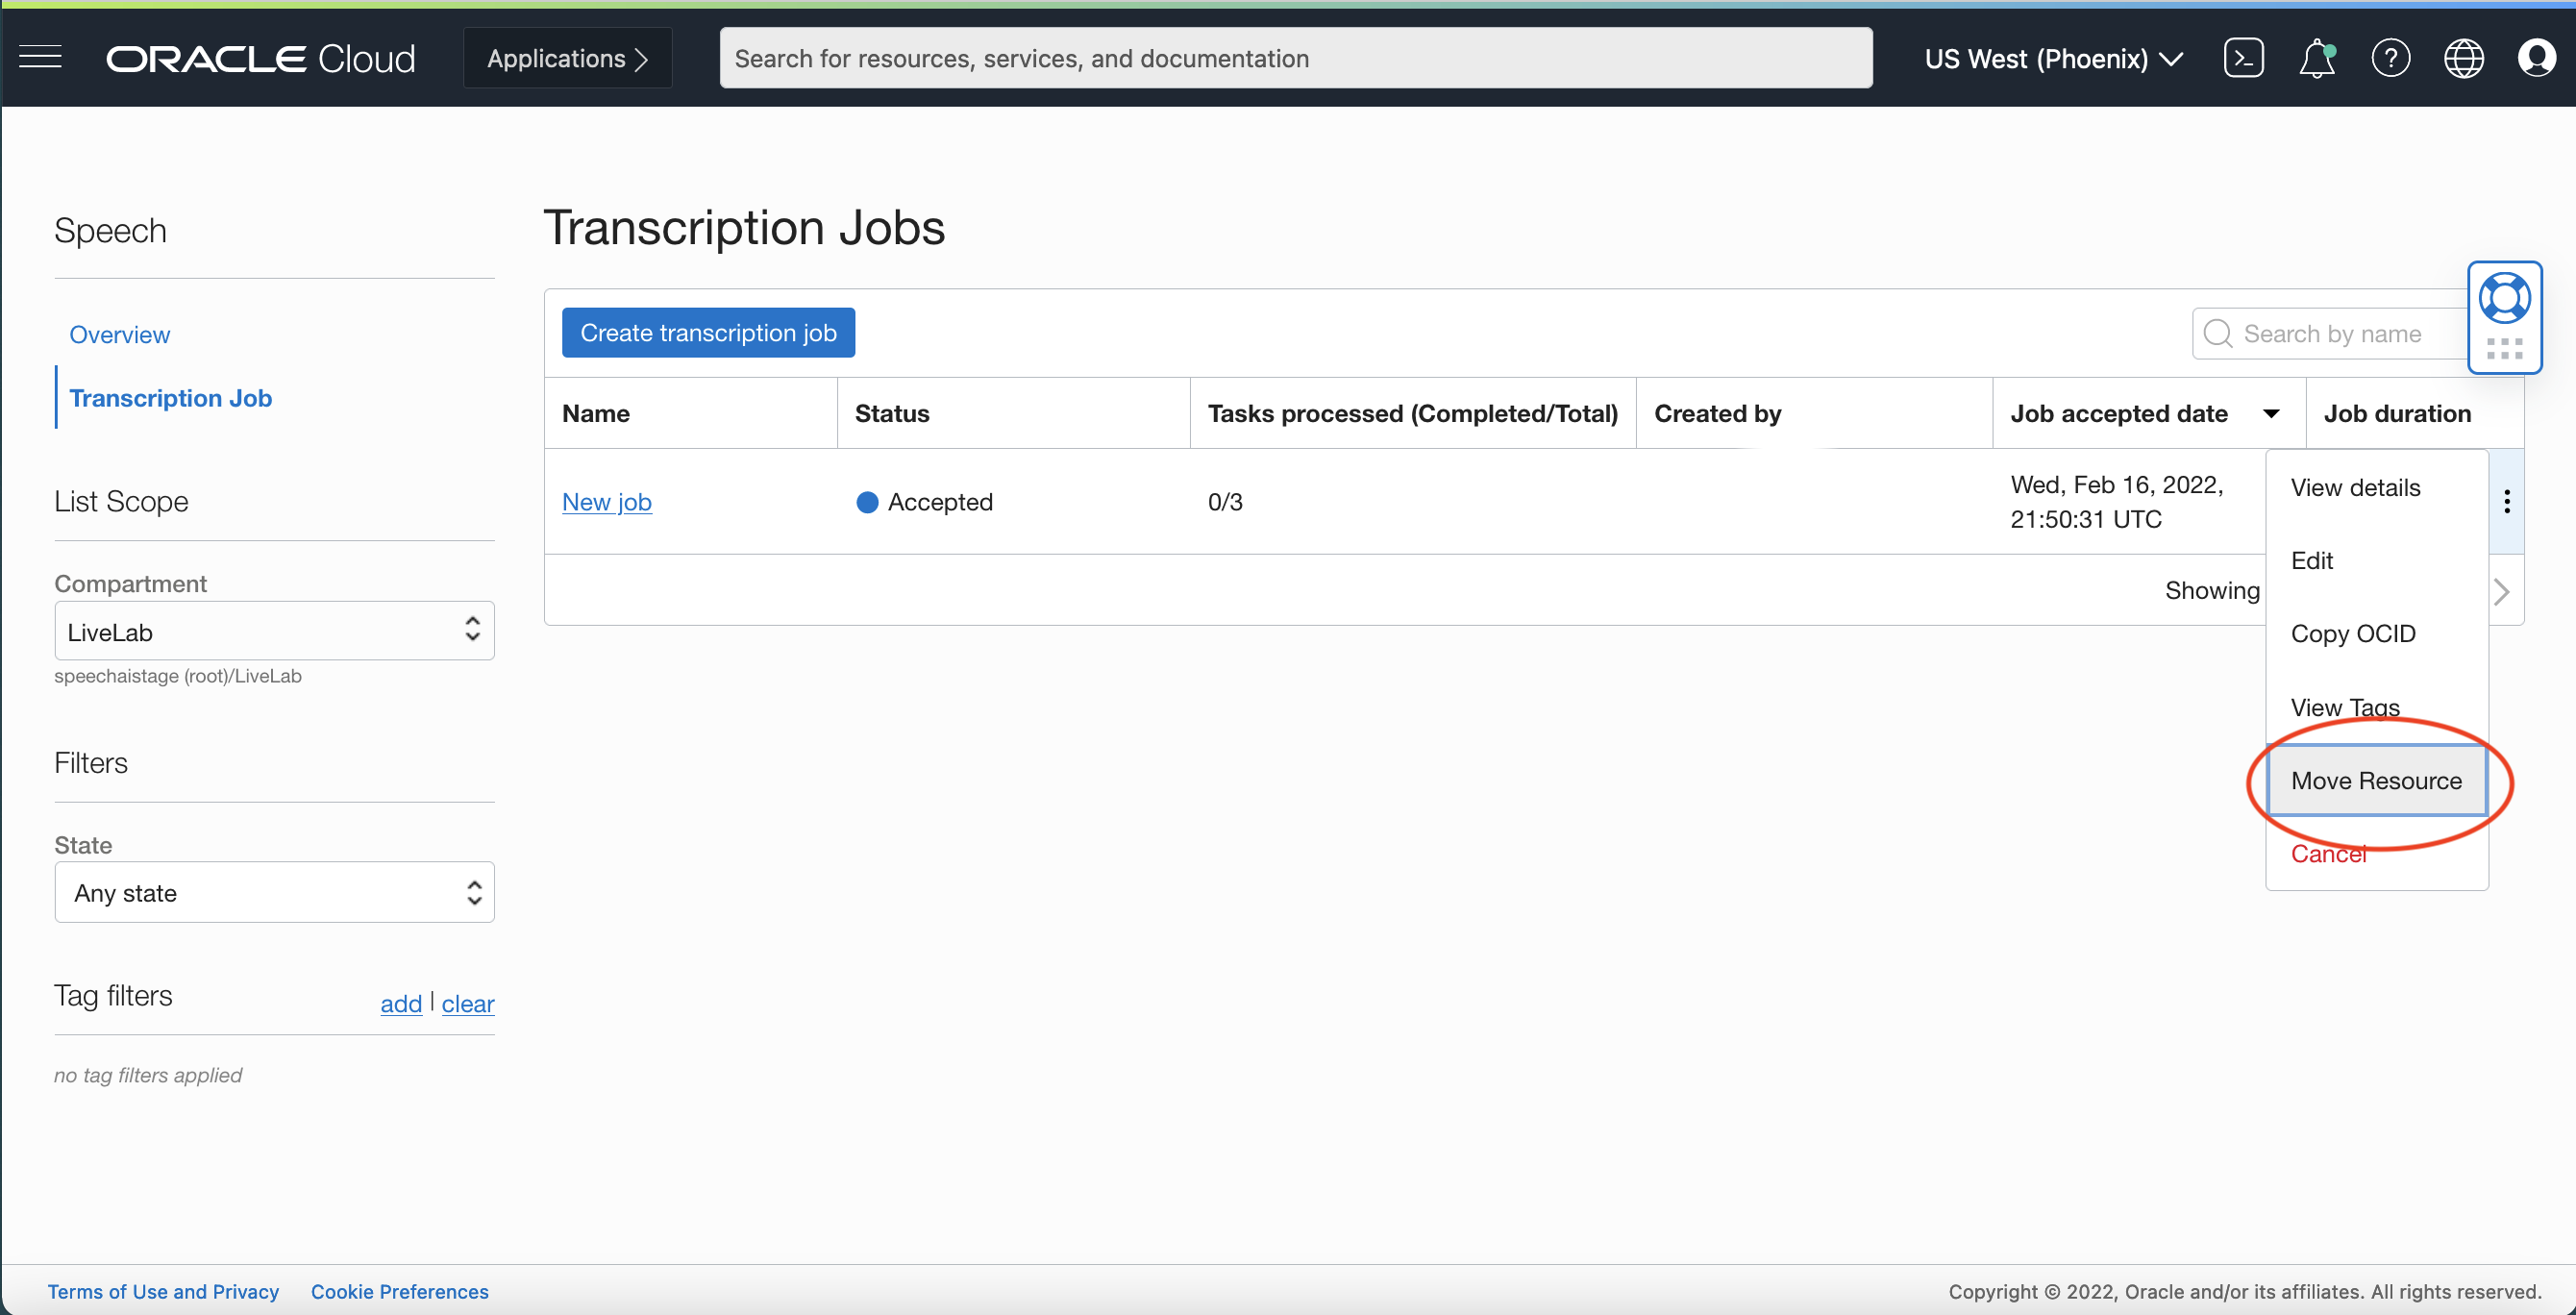 ORACLE Cloud
Applications
Search for resources, services, and documentation
US West (Phoenix)
Speech
Overview
Transcription Job
List Scope
Compartment
LiveLab
speechaistage (root)/LiveLab
Filters
State
Any state
Tag filters
add | clear
no tag filters applied
Transcription Jobs
Create transcription job
Search by name
Name Status Tasks processed (Completed/Total) Created by Job accepted date Job duration
New job Accepted 0/3 Wed, Feb 16, 2022,
21:50:31 UTC
Showing
View details
Edit
Copy OCID
View Tags
Move Resource
Cancel
Terms of Use and Privacy Cookie Preferences
Copyright © 2022, Oracle and/or its affiliates. All rights reserved.